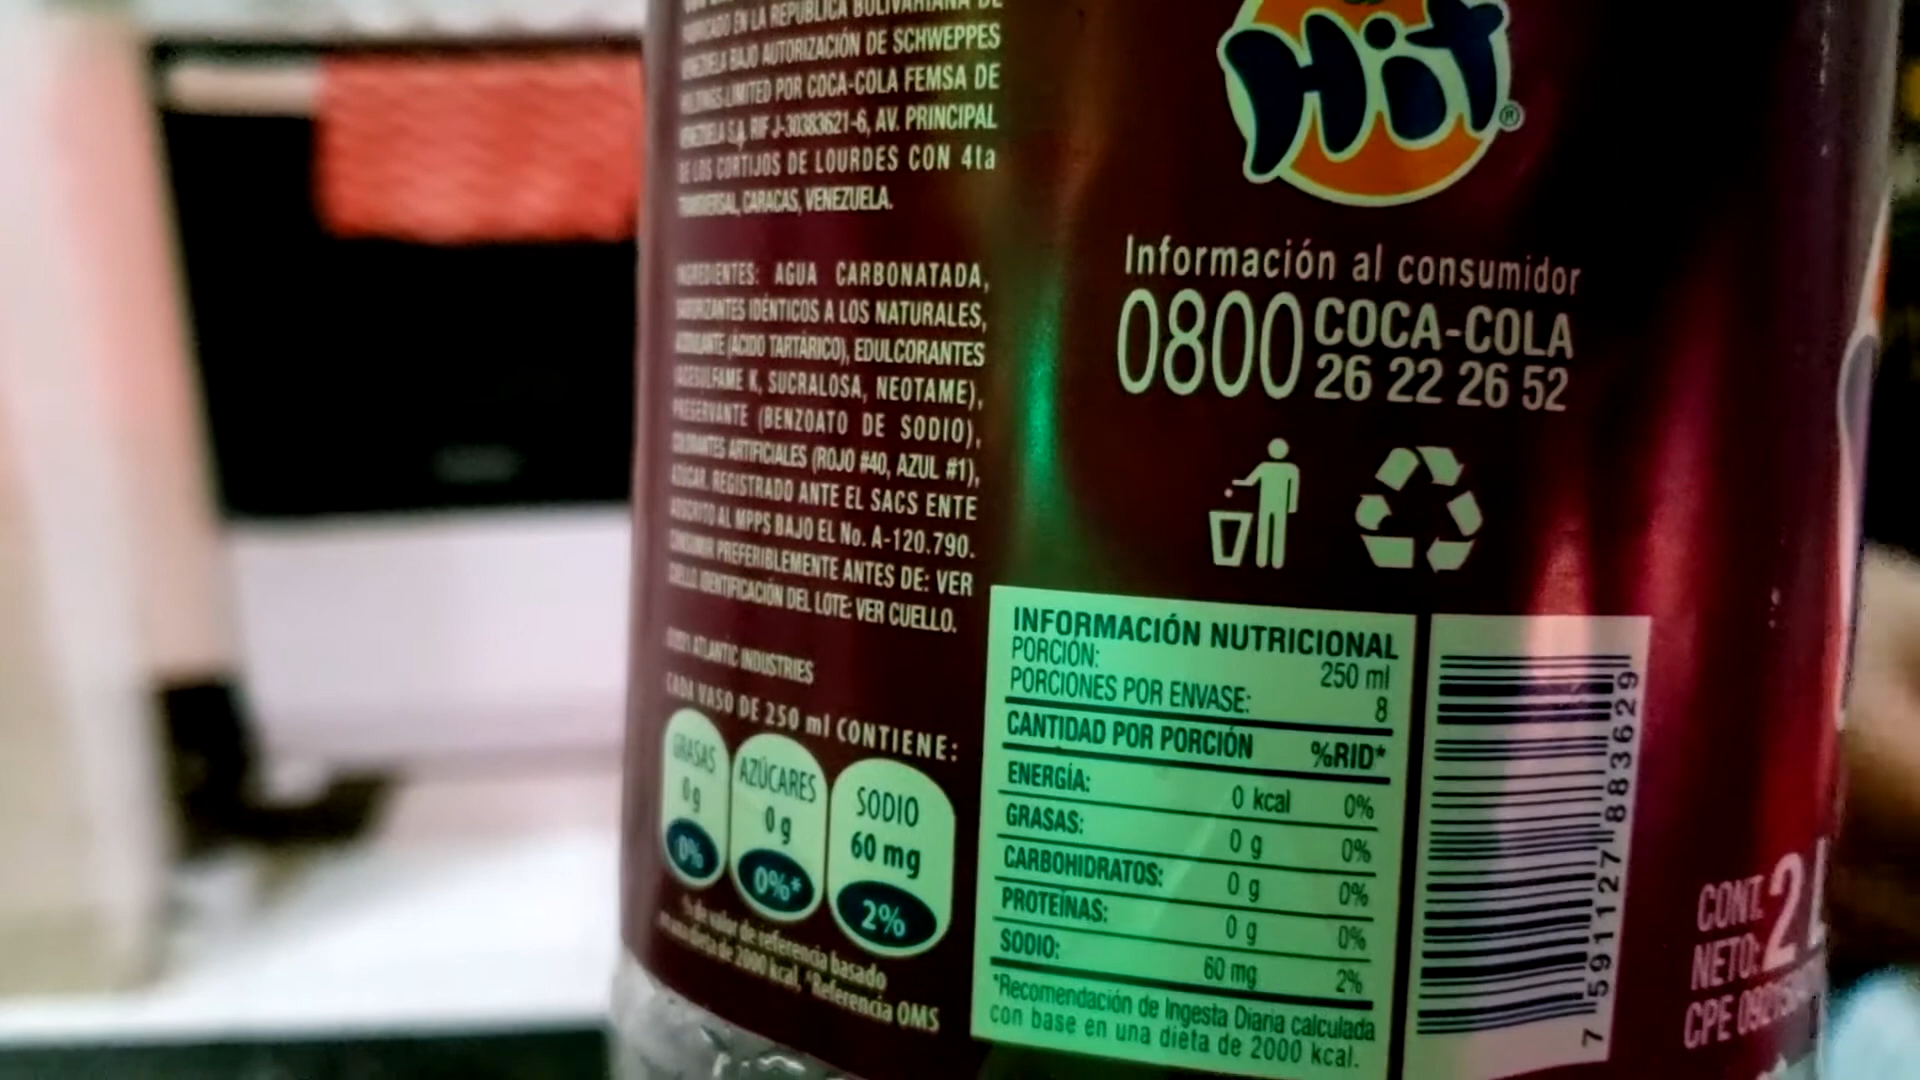 FABRICADO EN LA REPÚBLICA BOLIVARIANA DE
VENEZUELA BAJO AUTORIZACIÓN DE SCHWEPPES
HOLDINGS LIMITED POR COCA-COLA FEMSA DE
VENEZUELA S.A. RIF J-30383621-6, AV. PRINCIPAL
DE LOS CORTIJOS DE LOURDES CON 4ta
TRANSVERSAL, CARACAS, VENEZUELA.
INGREDIENTES: AGUA CARBONATADA,
SABORIZANTES IDÉNTICOS A LOS NATURALES,
ACIDULANTE (ÁCIDO TARTÁRICO), EDULCORANTES
(ACESULFAME K, SUCRALOSA, NEOTAME),
PRESERVANTE (BENZOATO DE SODIO),
COLORANTES ARTIFICIALES (ROJO #40, AZUL #1),
AZÚCAR. REGISTRADO ANTE EL SACS ENTE
ADSCRITO AL MPPS BAJO EL No. A-120.790.
CONSUMIR PREFERIBLEMENTE ANTES DE: VER
CUELLO. IDENTIFICACIÓN DEL LOTE: VER CUELLO.
ATLANTIC INDUSTRIES
CADA VASO DE 250 ml CONTIENE:
GRASAS
0 g
0%
AZÚCARES
0 g
0%*
SODIO
60 mg
2%
% de valor de referencia basado
dieta de 2000 kcal, *Referencia OMS
Hit®
Información al consumidor
0800 COCA-COLA
26 22 26 52
INFORMACIÓN NUTRICIONAL
PORCIÓN: 250 ml
PORCIONES POR ENVASE: 8
CANTIDAD POR PORCIÓN %RID*
ENERGÍA: 0 kcal 0%
GRASAS: 0 g 0%
CARBOHIDRATOS: 0 g 0%
PROTEÍNAS: 0 g 0%
SODIO: 60 mg 2%
*Recomendación de Ingesta Diaria calculada
con base en una dieta de 2000 kcal.
7 591127 883629
CONT. NETO: 2 L
CPE